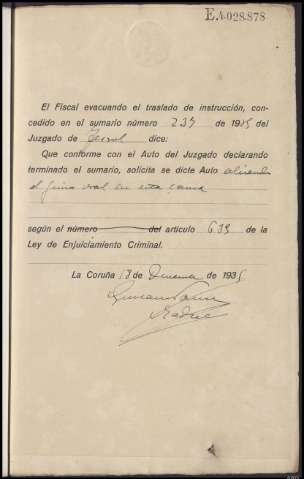 EA-028.878
El Fiscal evacuando el traslado de instrucción, con-
cedido en el sumario número 237 de 1935 del
Juzgado de Ferrol dice:
Que conforme con el Auto del Juzgado declarando
terminado el sumario, solicita se dicte Auto abriendo
el juicio oral en esta causa
según el número del artículo 633 de la
Ley de Enjuiciamiento Criminal.
La Coruña 13 de de 1935